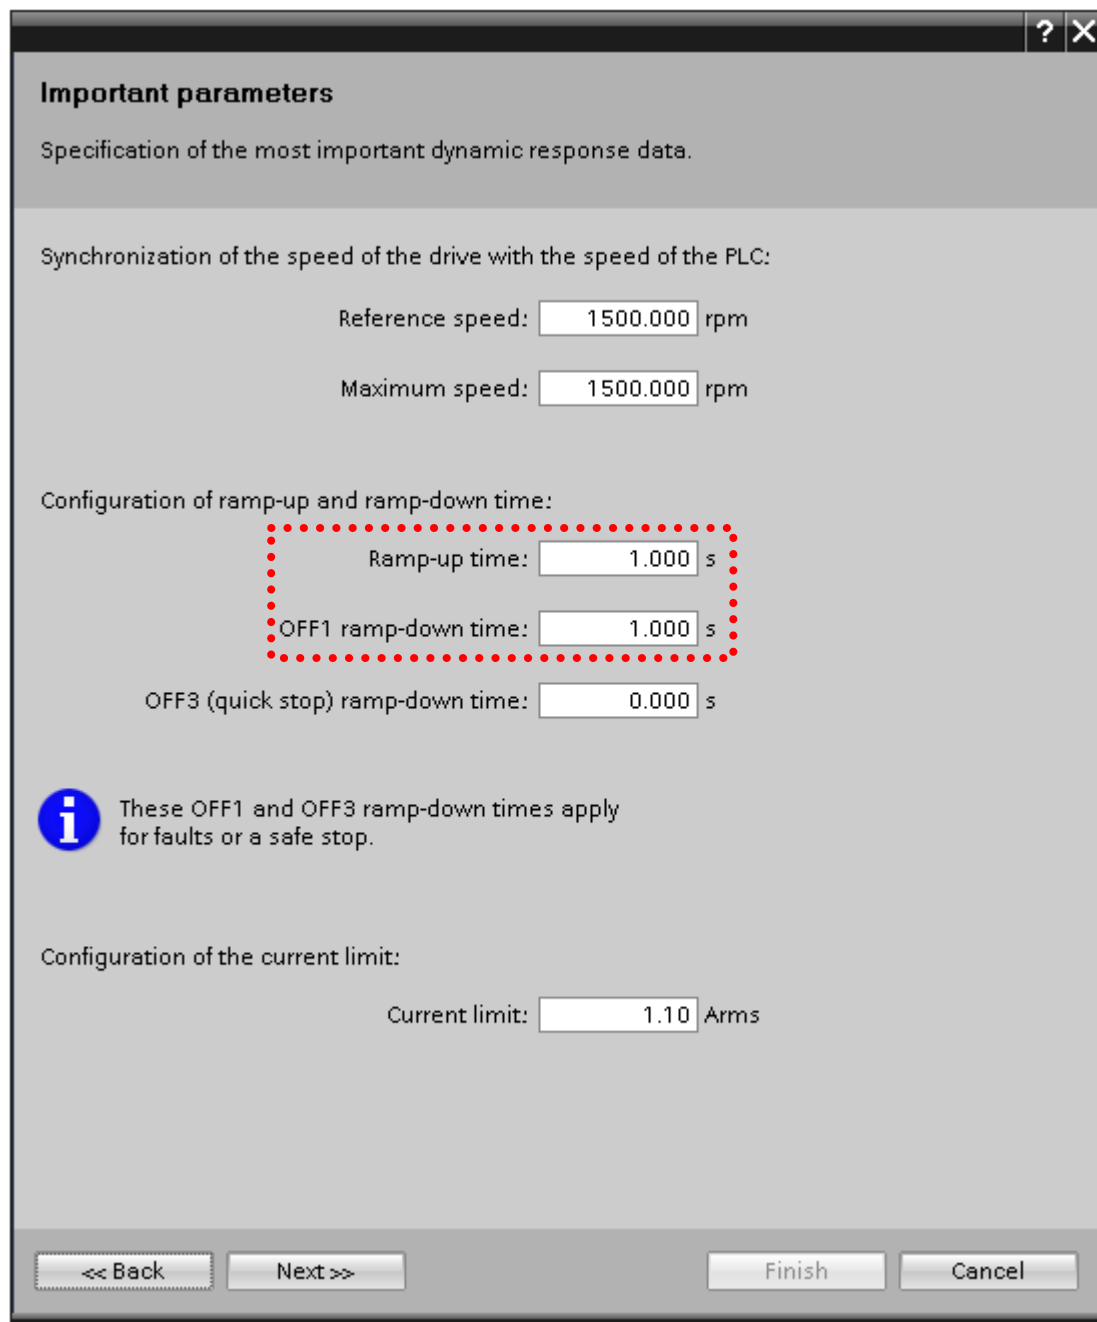 ?
Important parameters
Specification of the most important dynamic response data.
Synchronization of the speed of the drive with the speed of the PLC:
Reference speed: 1500.000 rpm
Maximum speed: 1500.000 rpm
Configuration of ramp-up and ramp-down time:
Ramp-up time: 1.000 s
OFF1 ramp-down time: 1.000 s
OFF3 (quick stop) ramp-down time: 0.000 s
i These OFF1 and OFF3 ramp-down times apply
for faults or a safe stop.
Configuration of the current limit:
Current limit: 1.10 Arms
<< Back Next >> Finish Cancel